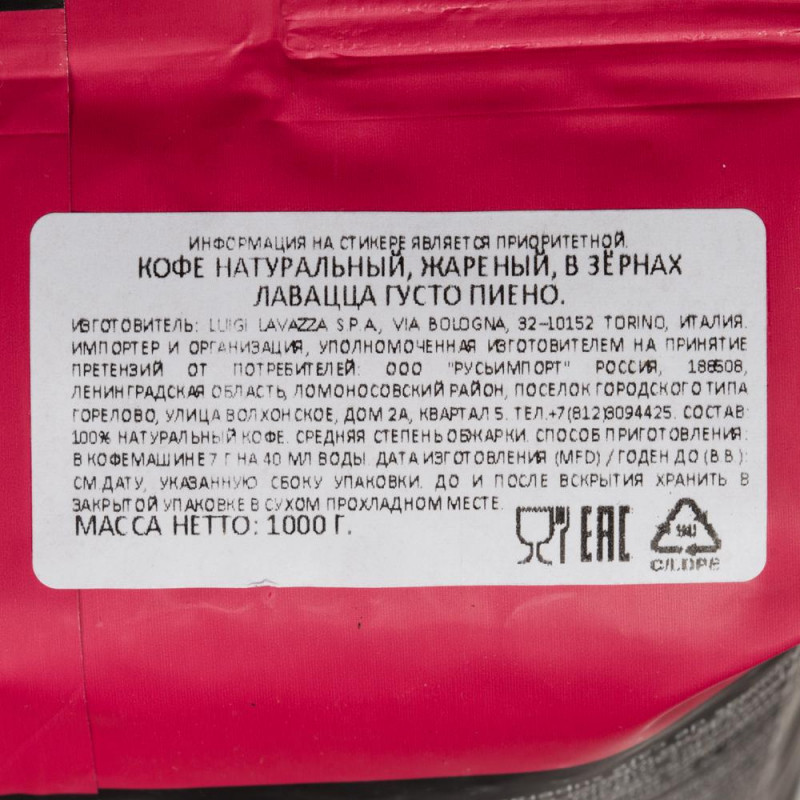 ИНФОРМАЦИЯ НА СТИКЕРЕ ЯВЛЯЕТСЯ ПРИОРИТЕТНОЙ.
КОФЕ НАТУРАЛЬНЫЙ, ЖАРЕНЫЙ, В ЗЁРНАХ
ЛАВАЦЦА ГУСТО ПИЕНО.
ИЗГОТОВИТЕЛЬ: LUIGI LAVAZZA S.P.A, VIA BOLOGNA, 32-10152 TORINO, ИТАЛИЯ.
ИМПОРТЕР И ОРГАНИЗАЦИЯ, УПОЛНОМОЧЕННАЯ ИЗГОТОВИТЕЛЕМ НА ПРИНЯТИЕ
ПРЕТЕНЗИЙ ОТ ПОТРЕБИТЕЛЕЙ: ООО "РУСЬИМПОРТ" РОССИЯ, 188508,
ЛЕНИНГРАДСКАЯ ОБЛАСТЬ, ЛОМОНОСОВСКИЙ РАЙОН, ПОСЕЛОК ГОРОДСКОГО ТИПА
ГОРЕЛОВО, УЛИЦА ВОЛХОНСКОЕ, ДОМ 2А, КВАРТАЛ 5. ТЕЛ.+7(812)3094425. СОСТАВ:
100% НАТУРАЛЬНЫЙ КОФЕ. СРЕДНЯЯ СТЕПЕНЬ ОБЖАРКИ. СПОСОБ ПРИГОТОВЛЕНИЯ:
В КОФЕМАШИНЕ 7 Г НА 40 МЛ ВОДЫ. ДАТА ИЗГОТОВЛЕНИЯ (MFD) / ГОДЕН ДО (B.B.):
СМ.ДАТУ, УКАЗАННУЮ СБОКУ УПАКОВКИ. ДО И ПОСЛЕ ВСКРЫТИЯ ХРАНИТЬ В
ЗАКРЫТОЙ УПАКОВКЕ В СУХОМ ПРОХЛАДНОМ МЕСТЕ.
МАССА НЕТТО: 1000 Г.
EAC
90
C/LDPE